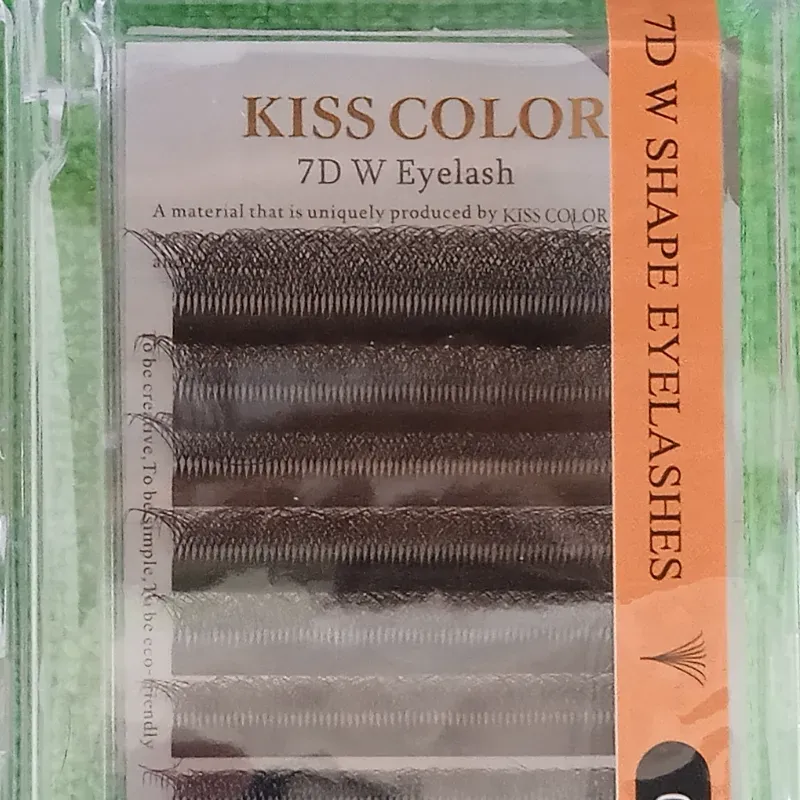 KISS COLOR
7D W Eyelash
A material that is uniquely produced by KISS COLOR
To be creative, To be simple, To be eco-friendly
7D W SHAPE EYELASHES